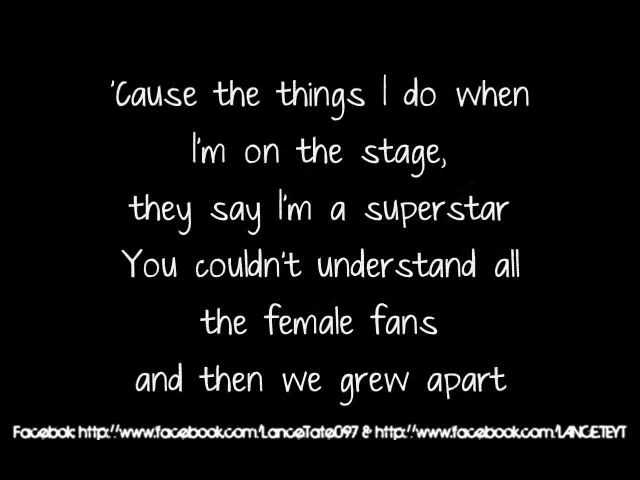 'Cause the things I do when
I'm on the stage,
they say I'm a superstar
You couldn't understand all
the female fans
and then we grew apart
Facebok: http://www.facebook.com/LanceTate097 & http://www.facebook.com/LANCETEYT